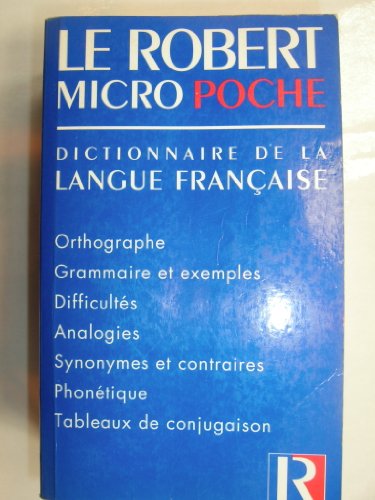 LE ROBERT
MICRO POCHE
DICTIONNAIRE DE LA
LANGUE FRANÇAISE
Orthographe
Grammaire et exemples
Difficultés
Analogies
Synonymes et contraires
Phonétique
Tableaux de conjugaison
R